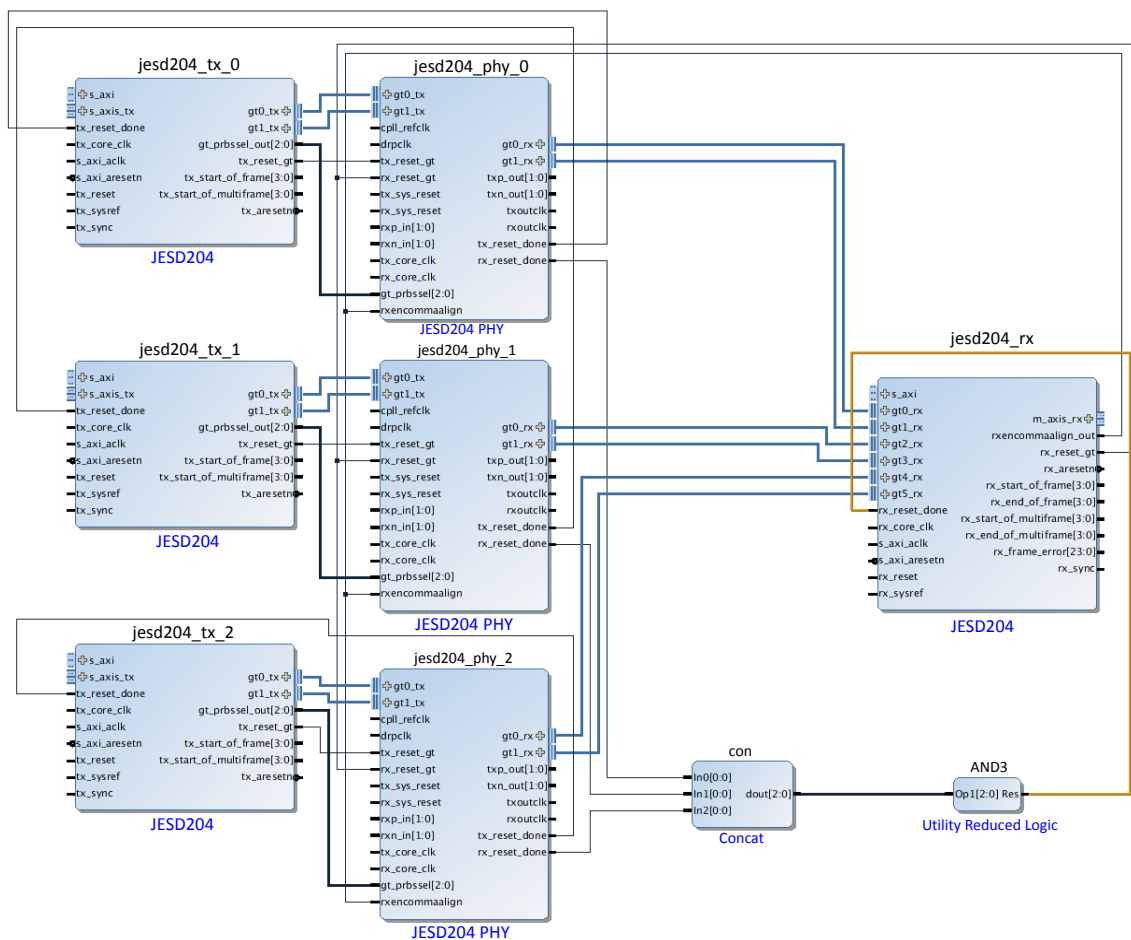 jesd204_tx_0
s_axi
s_axis_tx
tx_reset_done
tx_core_clk
s_axi_aclk
s_axi_aresetn
tx_reset
tx_sysref
tx_sync
gt0_tx
gt1_tx
gt_prbssel_out[2:0]
tx_reset_gt
tx_start_of_frame[3:0]
tx_start_of_multiframe[3:0]
tx_aresetn
JESD204
jesd204_phy_0
gt0_tx
gt1_tx
cpll_refclk
drpclk
tx_reset_gt
rx_reset_gt
tx_sys_reset
rx_sys_reset
rxp_in[1:0]
rxn_in[1:0]
tx_core_clk
rx_core_clk
gt_prbssel[2:0]
rxencommaalign
gt0_rx
gt1_rx
txp_out[1:0]
txn_out[1:0]
txoutclk
rxoutclk
tx_reset_done
rx_reset_done
JESD204 PHY
jesd204_tx_1
s_axi
s_axis_tx
tx_reset_done
tx_core_clk
s_axi_aclk
s_axi_aresetn
tx_reset
tx_sysref
tx_sync
gt0_tx
gt1_tx
gt_prbssel_out[2:0]
tx_reset_gt
tx_start_of_frame[3:0]
tx_start_of_multiframe[3:0]
tx_aresetn
JESD204
jesd204_phy_1
gt0_tx
gt1_tx
cpll_refclk
drpclk
tx_reset_gt
rx_reset_gt
tx_sys_reset
rx_sys_reset
rxp_in[1:0]
rxn_in[1:0]
tx_core_clk
rx_core_clk
gt_prbssel[2:0]
rxencommaalign
gt0_rx
gt1_rx
txp_out[1:0]
txn_out[1:0]
txoutclk
rxoutclk
tx_reset_done
rx_reset_done
JESD204 PHY
jesd204_rx
s_axi
gt0_rx
gt1_rx
gt2_rx
gt3_rx
gt4_rx
gt5_rx
rx_reset_done
rx_core_clk
s_axi_aclk
s_axi_aresetn
rx_reset
rx_sysref
m_axis_rx
rxencommaalign_out
rx_reset_gt
rx_aresetn
rx_start_of_frame[3:0]
rx_end_of_frame[3:0]
rx_start_of_multiframe[3:0]
rx_end_of_multiframe[3:0]
rx_frame_error[23:0]
rx_sync
JESD204
jesd204_tx_2
s_axi
s_axis_tx
tx_reset_done
tx_core_clk
s_axi_aclk
s_axi_aresetn
tx_reset
tx_sysref
tx_sync
gt0_tx
gt1_tx
gt_prbssel_out[2:0]
tx_reset_gt
tx_start_of_frame[3:0]
tx_start_of_multiframe[3:0]
tx_aresetn
JESD204
jesd204_phy_2
gt0_tx
gt1_tx
cpll_refclk
drpclk
tx_reset_gt
rx_reset_gt
tx_sys_reset
rx_sys_reset
rxp_in[1:0]
rxn_in[1:0]
tx_core_clk
rx_core_clk
gt_prbssel[2:0]
rxencommaalign
gt0_rx
gt1_rx
txp_out[1:0]
txn_out[1:0]
txoutclk
rxoutclk
tx_reset_done
rx_reset_done
JESD204 PHY
con
In0[0:0]
In1[0:0]
In2[0:0]
dout[2:0]
Concat
AND3
Op1[2:0] Res
Utility Reduced Logic